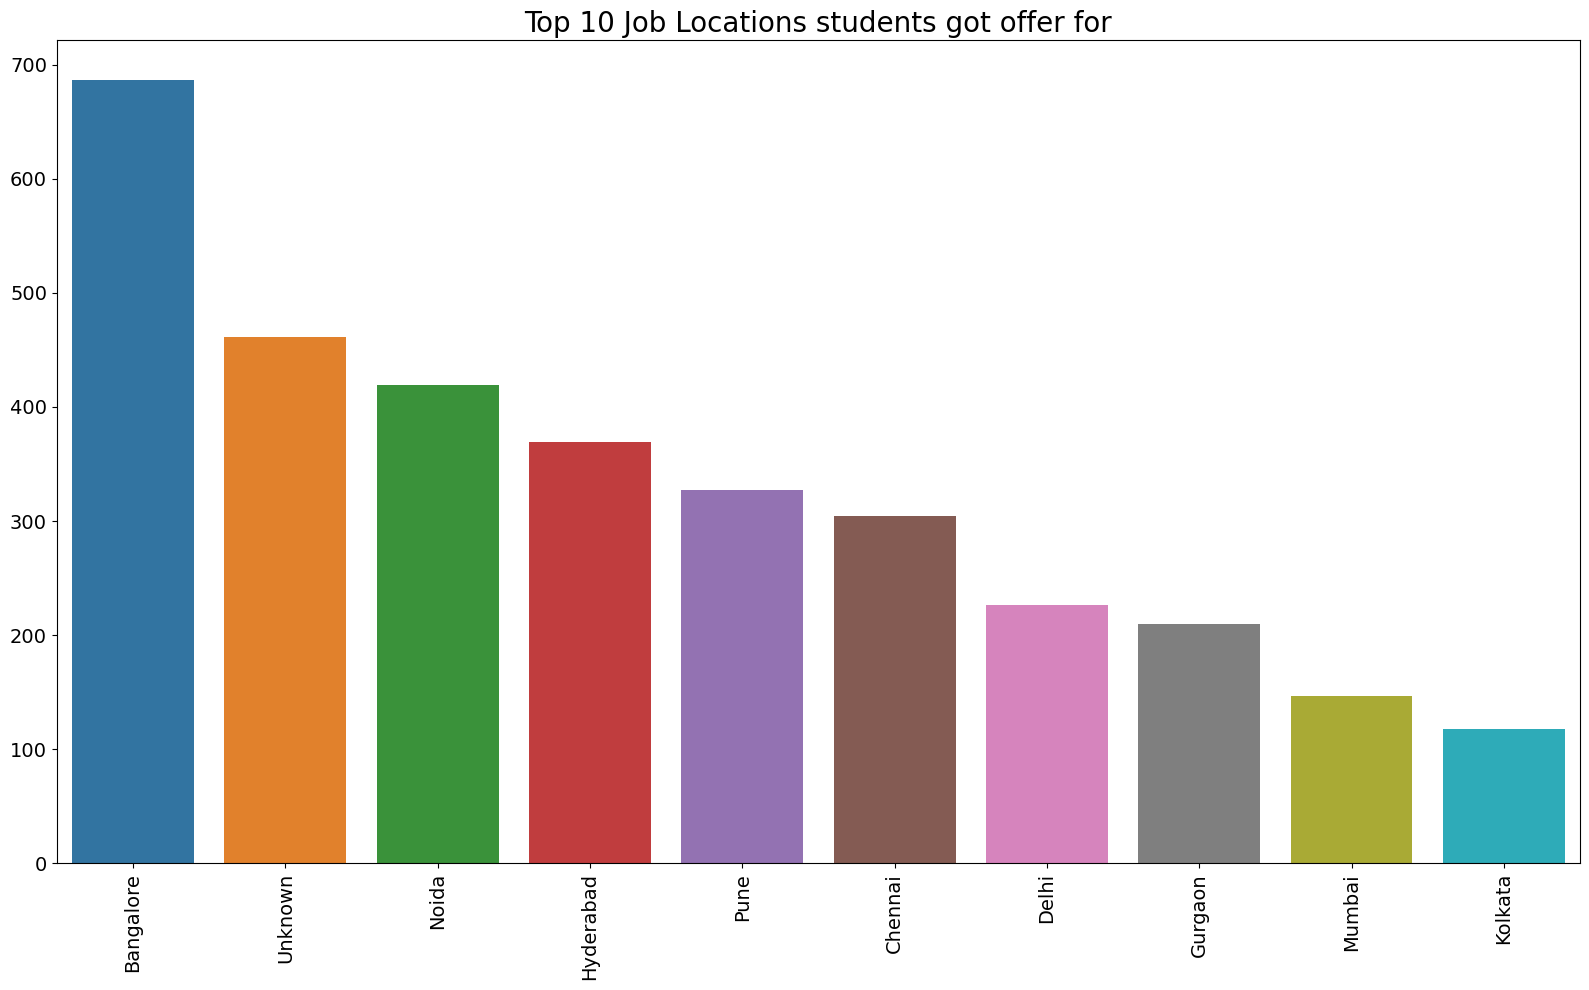 Top 10 Job Locations students got offer for
700
600
500
400
300
200
100
0
Bangalore
Unknown
Noida
Hyderabad
Pune
Chennai
Delhi
Gurgaon
Mumbai
Kolkata